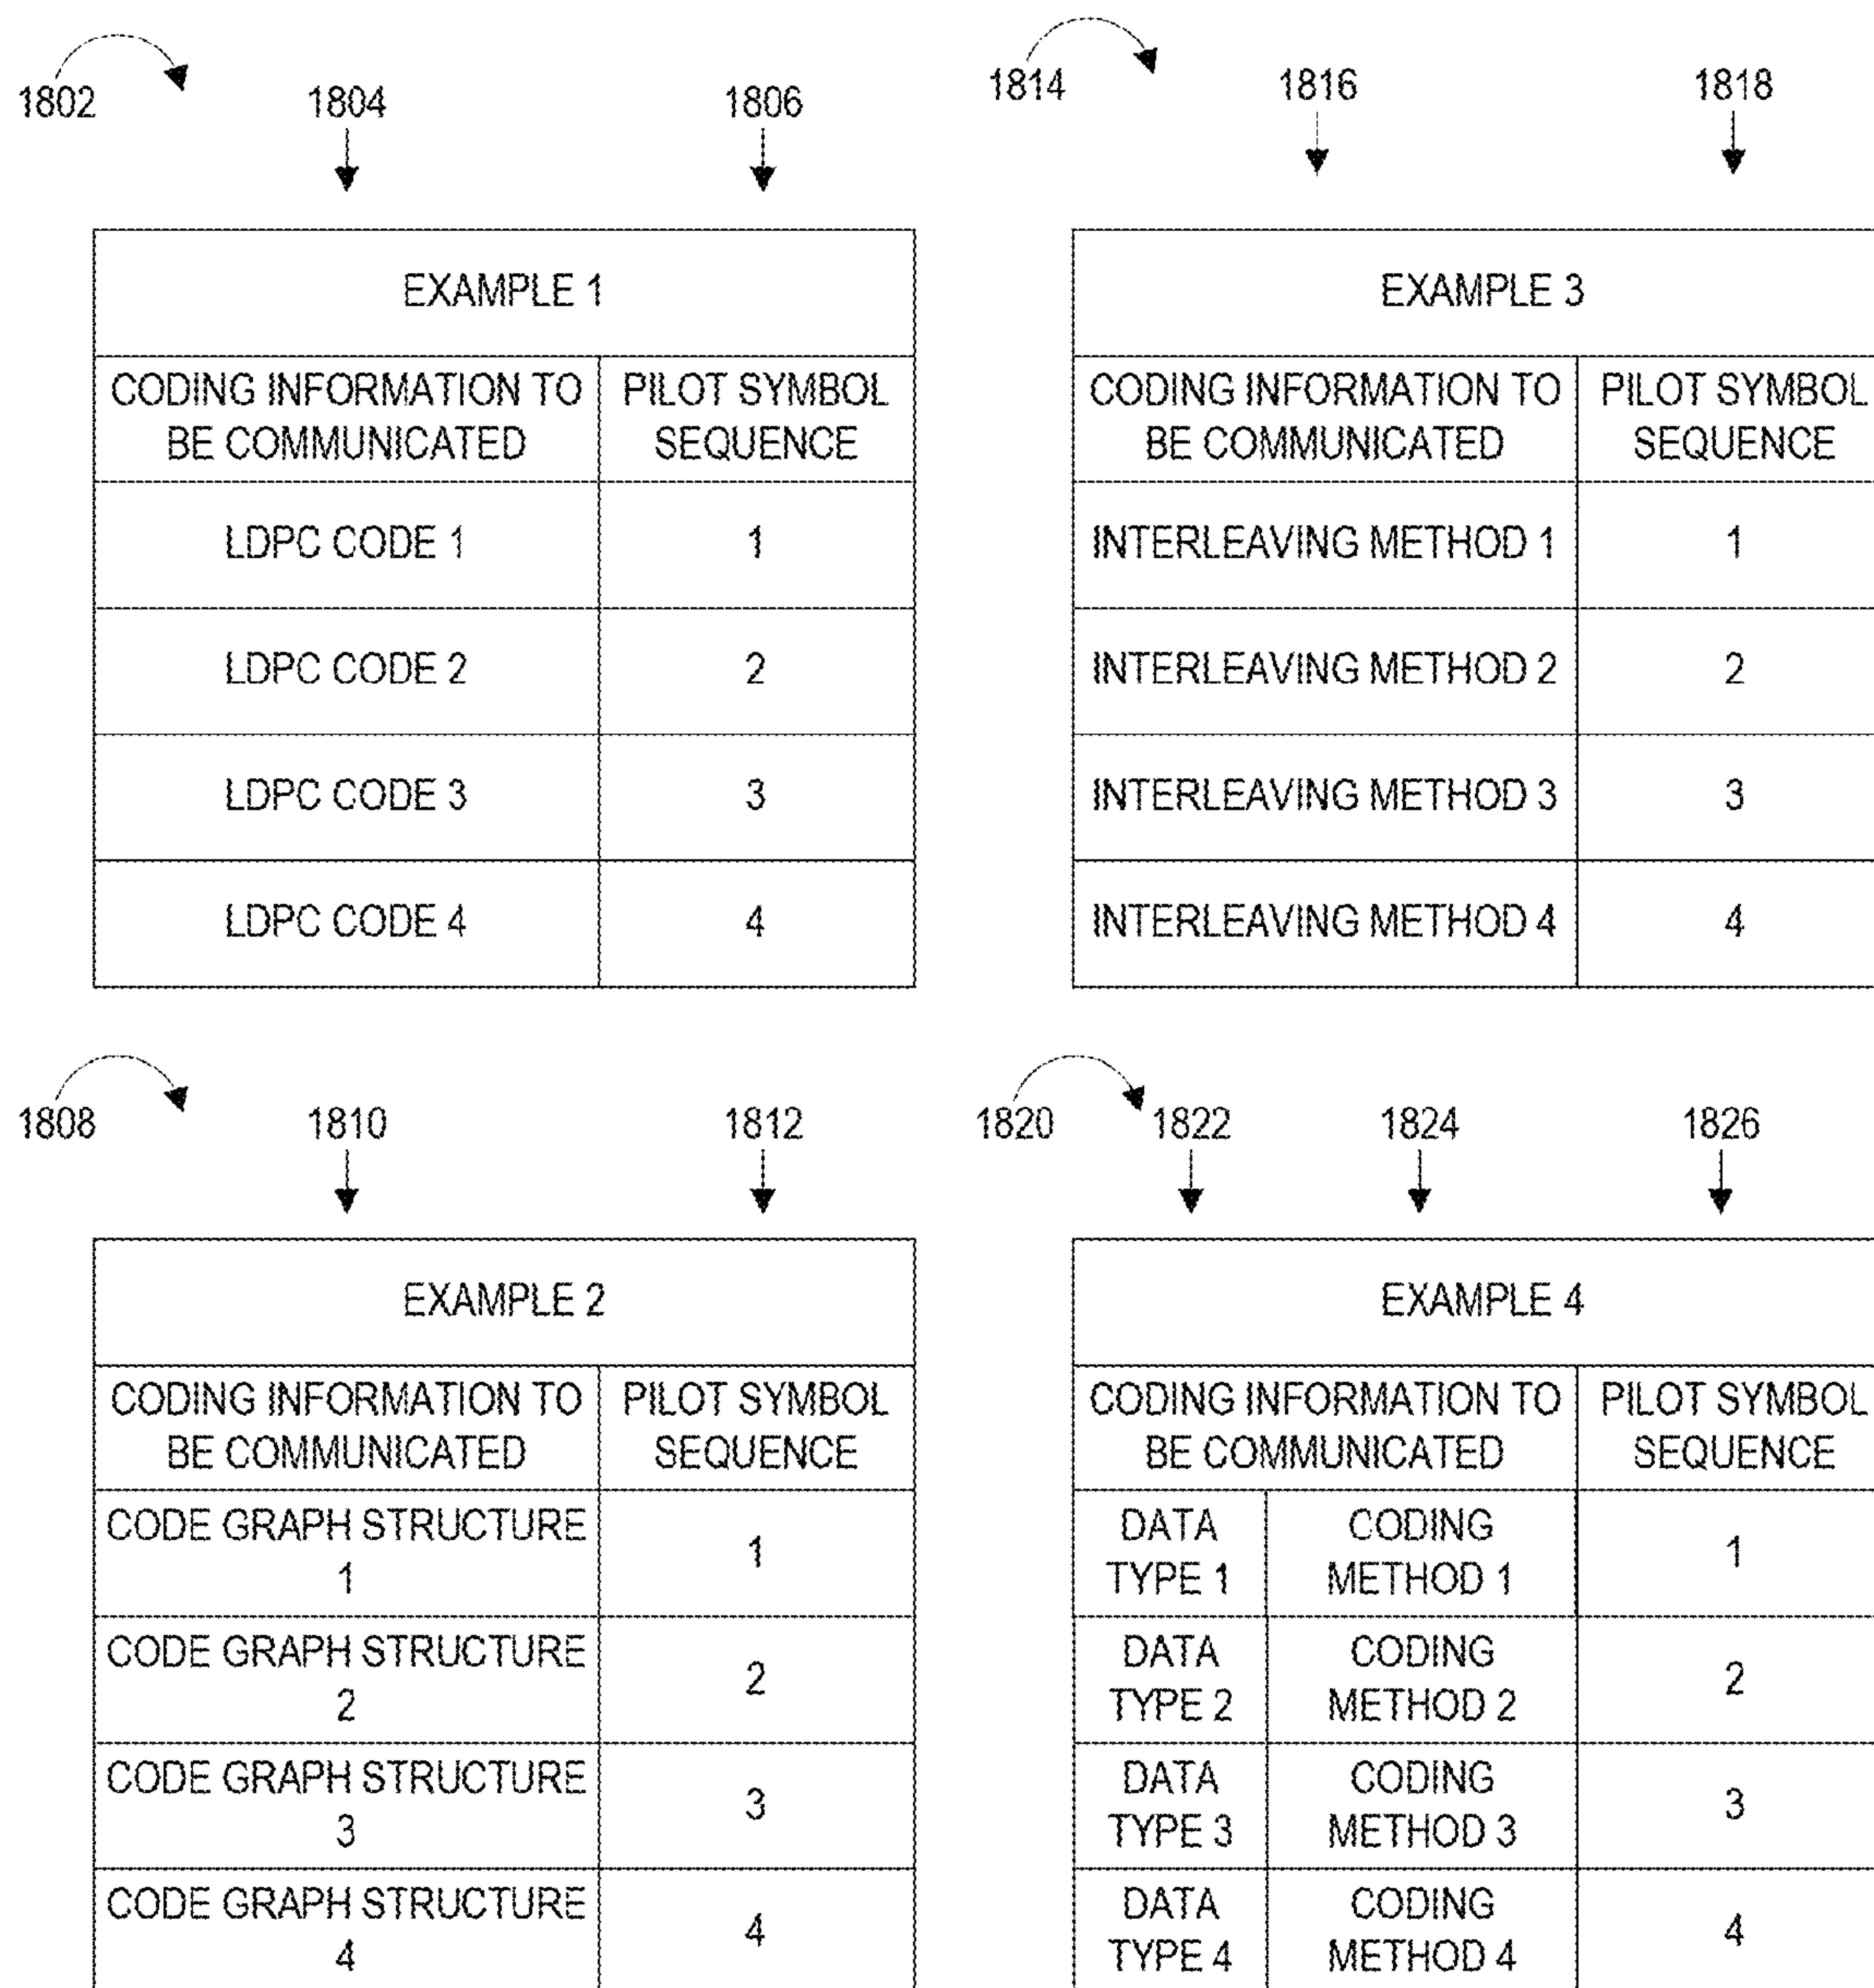 1802
1804
1806
EXAMPLE 1
CODING INFORMATION TO
BE COMMUNICATED
PILOT SYMBOL
SEQUENCE
LDPC CODE 1
1
LDPC CODE 2
2
LDPC CODE 3
3
LDPC CODE 4
4
1814
1816
1818
EXAMPLE 3
CODING INFORMATION TO
BE COMMUNICATED
PILOT SYMBOL
SEQUENCE
INTERLEAVING METHOD 1
1
INTERLEAVING METHOD 2
2
INTERLEAVING METHOD 3
3
INTERLEAVING METHOD 4
4
1808
1810
1812
EXAMPLE 2
CODING INFORMATION TO
BE COMMUNICATED
PILOT SYMBOL
SEQUENCE
CODE GRAPH STRUCTURE
1
1
CODE GRAPH STRUCTURE
2
2
CODE GRAPH STRUCTURE
3
3
CODE GRAPH STRUCTURE
4
4
1820
1822
1824
1826
EXAMPLE 4
CODING INFORMATION TO
BE COMMUNICATED
PILOT SYMBOL
SEQUENCE
DATA
TYPE 1
CODING
METHOD 1
1
DATA
TYPE 2
CODING
METHOD 2
2
DATA
TYPE 3
CODING
METHOD 3
3
DATA
TYPE 4
CODING
METHOD 4
4